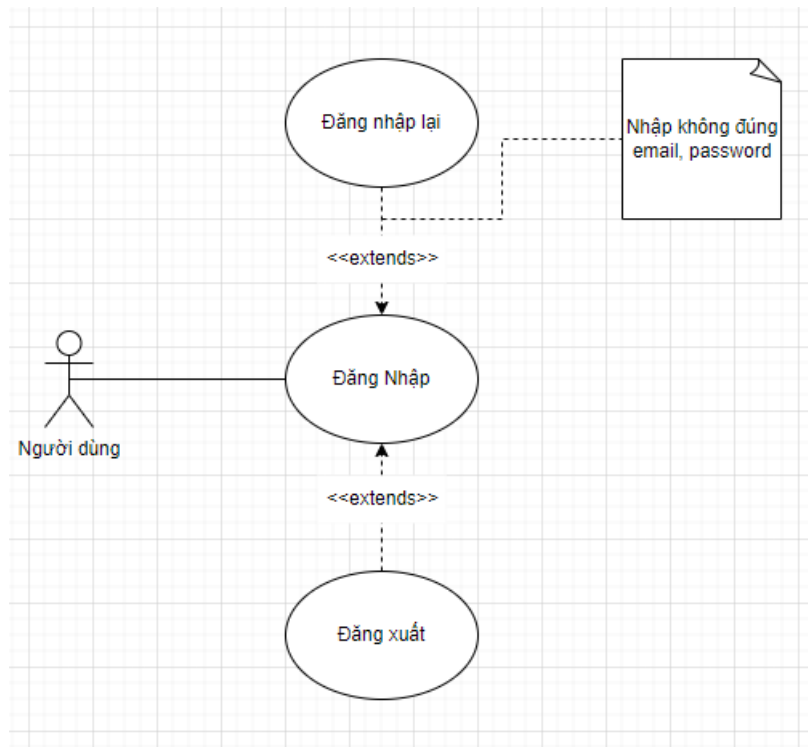 Đăng nhập lại
Nhập không đúng
email, password
<<extends>>
Đăng Nhập
Người dùng
<<extends>>
Đăng xuất